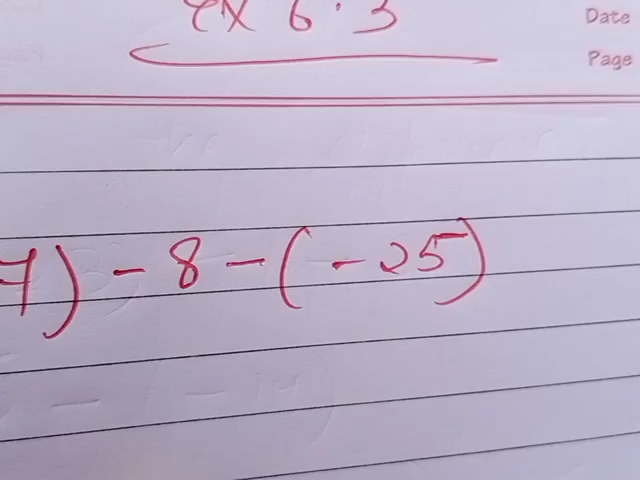 Ex 6.3
Date
Page
7) - 8 - ( - 25)